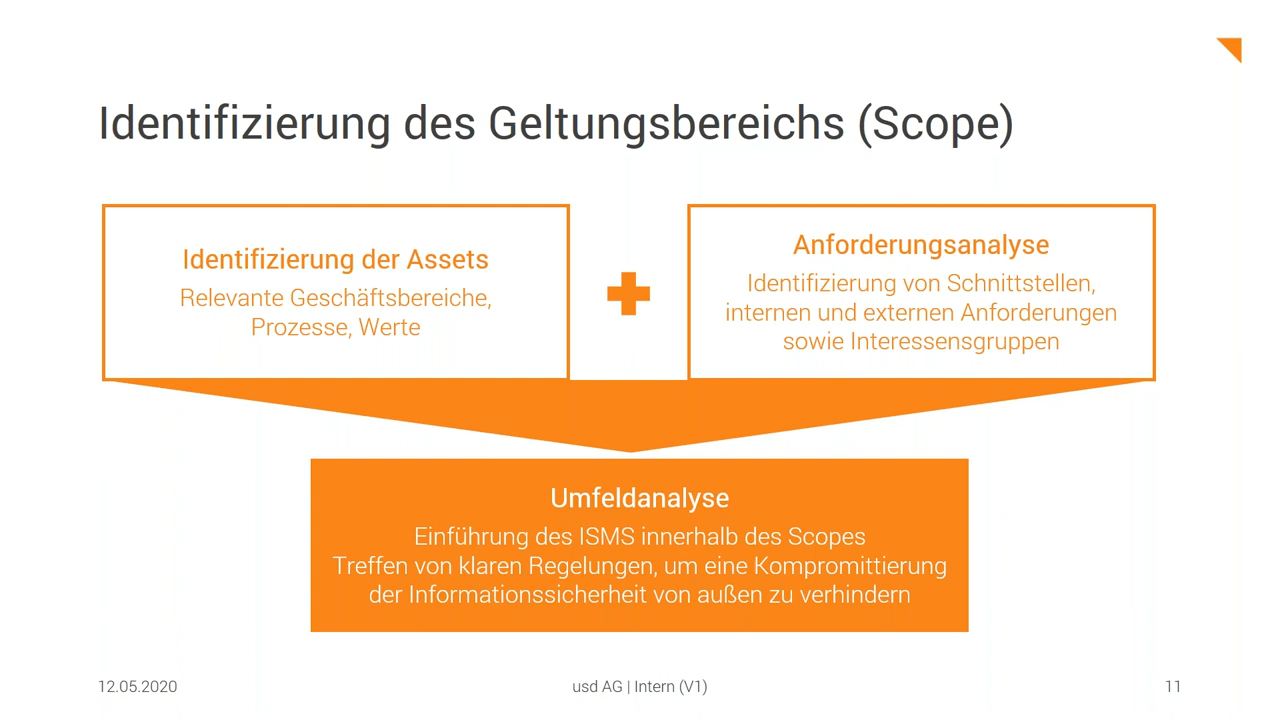 Identifizierung des Geltungsbereichs (Scope)
Identifizierung der Assets
Relevante Geschäftsbereiche,
Prozesse, Werte
Anforderungsanalyse
Identifizierung von Schnittstellen,
internen und externen Anforderungen
sowie Interessensgruppen
Umfeldanalyse
Einführung des ISMS innerhalb des Scopes
Treffen von klaren Regelungen, um eine Kompromittierung
der Informationssicherheit von außen zu verhindern
12.05.2020
usd AG | Intern (V1)
11